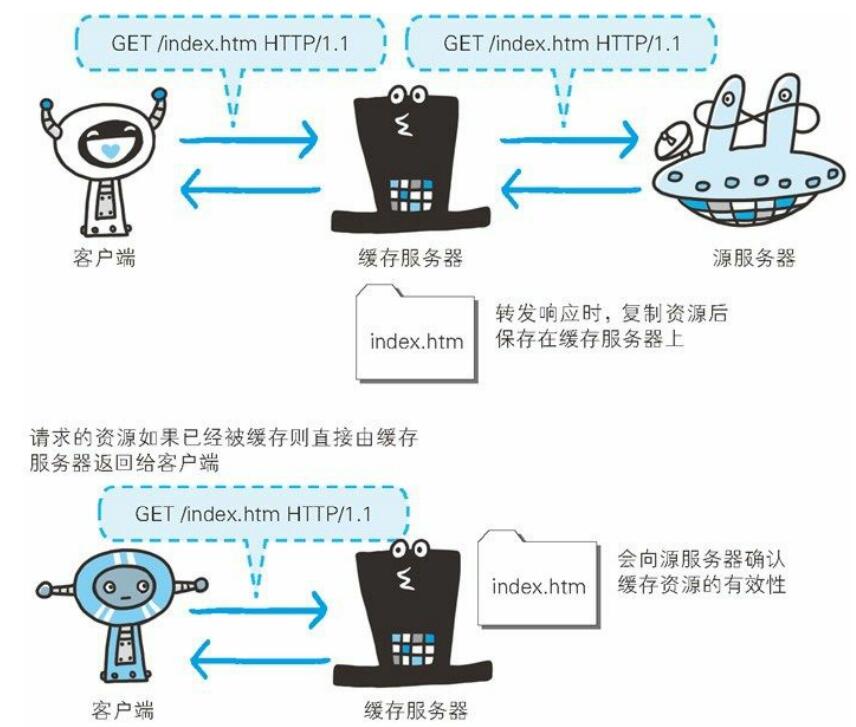 GET /index.htm HTTP/1.1
GET /index.htm HTTP/1.1
客户端
缓存服务器
源服务器
index.htm
转发响应时，复制资源后
保存在缓存服务器上
请求的资源如果已经被缓存则直接由缓存
服务器返回给客户端
GET /index.htm HTTP/1.1
index.htm
会向源服务器确认
缓存资源的有效性
客户端
缓存服务器